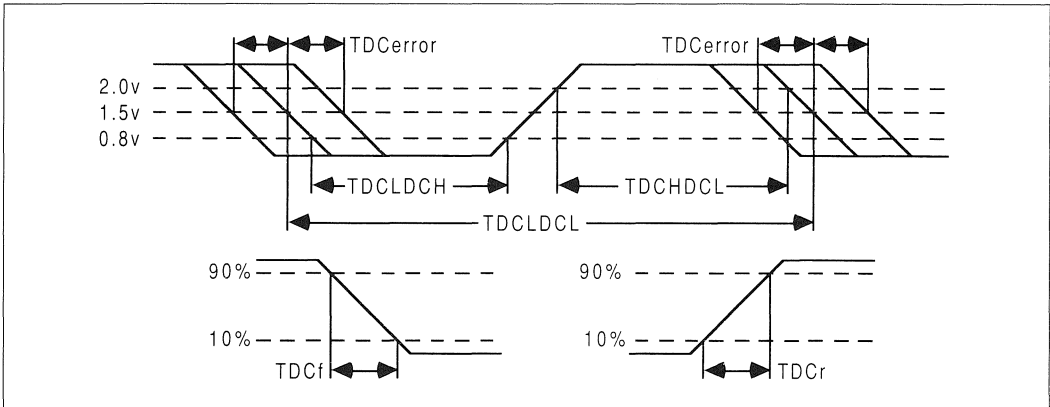 TDCerror TDCerror
2.0v
1.5v
0.8v
TDCLDCH TDCHDCL
TDCLDCL
90% 90%
10% 10%
TDCf TDCr